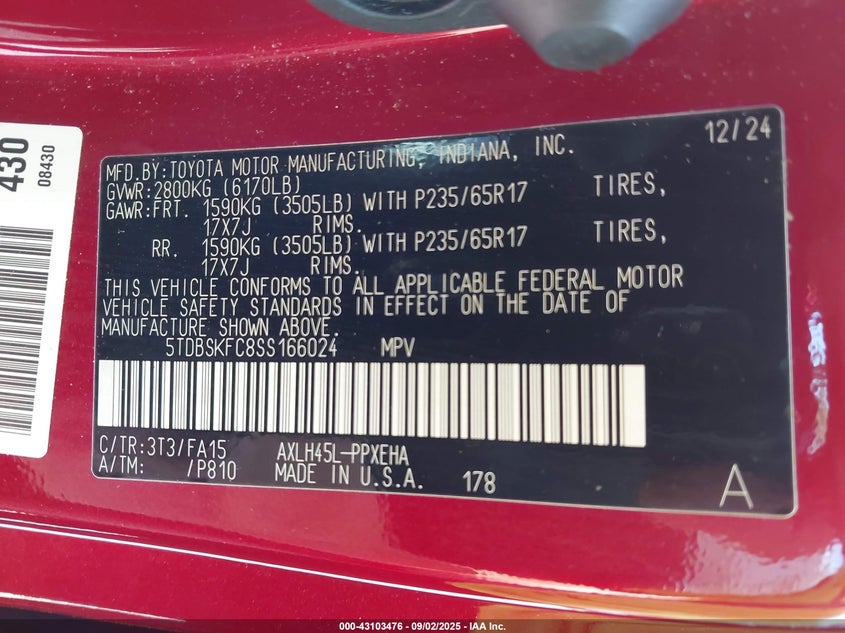 430
08430
12/24
MFD.BY:TOYOTA MOTOR MANUFACTURING, INDIANA, INC.
GVWR:2800KG (6170LB)
GAWR:FRT. 1590KG (3505LB) WITH P235/65R17 TIRES,
17X7J RIMS.
RR. 1590KG (3505LB) WITH P235/65R17 TIRES,
17X7J RIMS.
THIS VEHICLE CONFORMS TO ALL APPLICABLE FEDERAL MOTOR
VEHICLE SAFETY STANDARDS IN EFFECT ON THE DATE OF
MANUFACTURE SHOWN ABOVE.
5TDBSKFC8SS166024 MPV
C/TR:3T3/FA15 AXLH45L-PPXEHA
A/TM: /P810 MADE IN U.S.A. 178
A
000-43103476 - 09/02/2025 - IAA Inc.